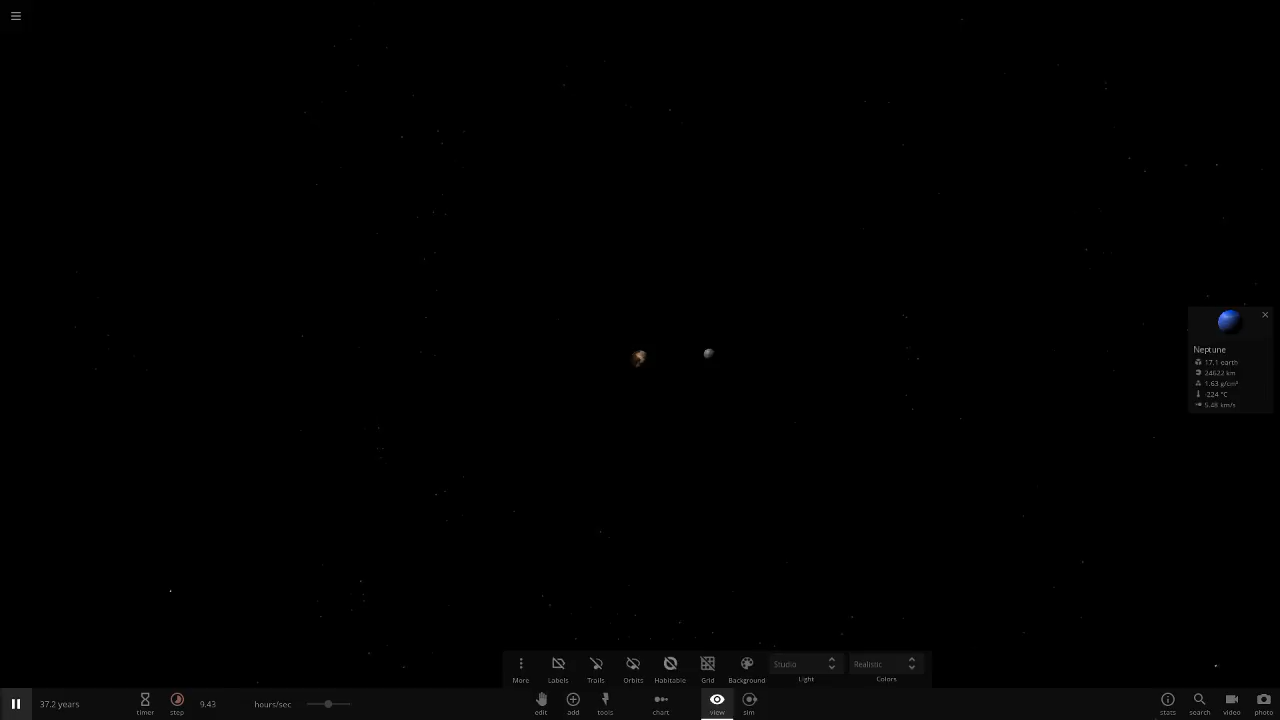 Neptune
17.1 earth
24622 km
1.63 g/cm³
-224 °C
5.48 km/s
More
Labels
Trails
Orbits
Habitable
Grid
Background
Studio
Light
Realistic
Colors
37.2 years
timer
step
9.43
hours/sec
edit
add
tools
chart
view
sim
stats
search
video
photo